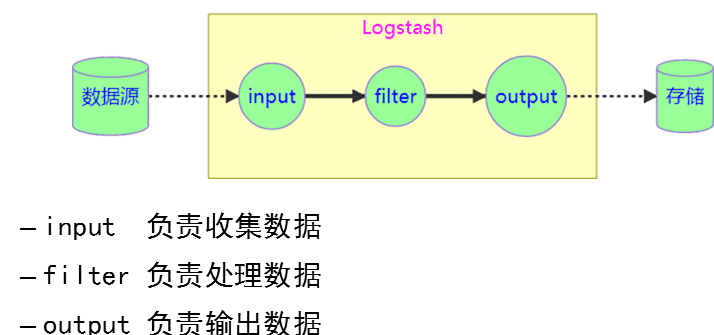 Logstash
数据源 input filter output 存储
–input 负责收集数据
–filter 负责处理数据
–output 负责输出数据